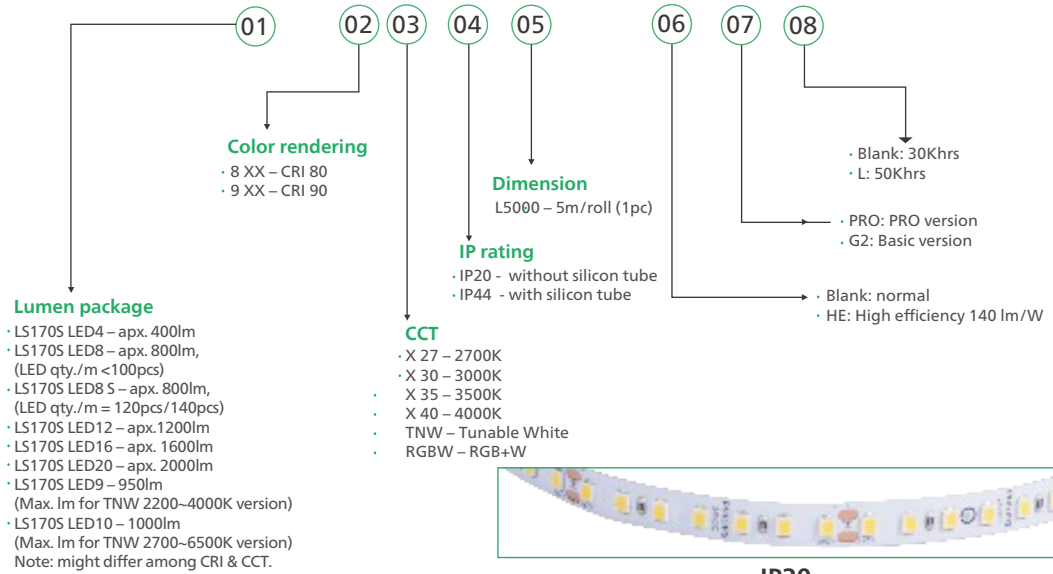 01 02 03 04 05 06 07 08
Color rendering
· 8 XX – CRI 80
· 9 XX – CRI 90
Dimension
L5000 – 5m/roll (1pc)
· Blank: 30Khrs
· L: 50Khrs
· PRO: PRO version
· G2: Basic version
IP rating
· IP20 - without silicon tube
· IP44 - with silicon tube
· Blank: normal
· HE: High efficiency 140 lm/W
Lumen package
· LS170S LED4 – apx. 400lm
· LS170S LED8 – apx. 800lm,
(LED qty./m <100pcs)
· LS170S LED8 S – apx. 800lm,
(LED qty./m = 120pcs/140pcs)
· LS170S LED12 – apx.1200lm
· LS170S LED16 – apx. 1600lm
· LS170S LED20 – apx. 2000lm
· LS170S LED9 – 950lm
(Max. lm for TNW 2200~4000K version)
· LS170S LED10 – 1000lm
(Max. lm for TNW 2700~6500K version)
Note: might differ among CRI & CCT.
CCT
· X 27 – 2700K
· X 30 – 3000K
· X 35 – 3500K
· X 40 – 4000K
· TNW – Tunable White
· RGBW – RGB+W
IP20